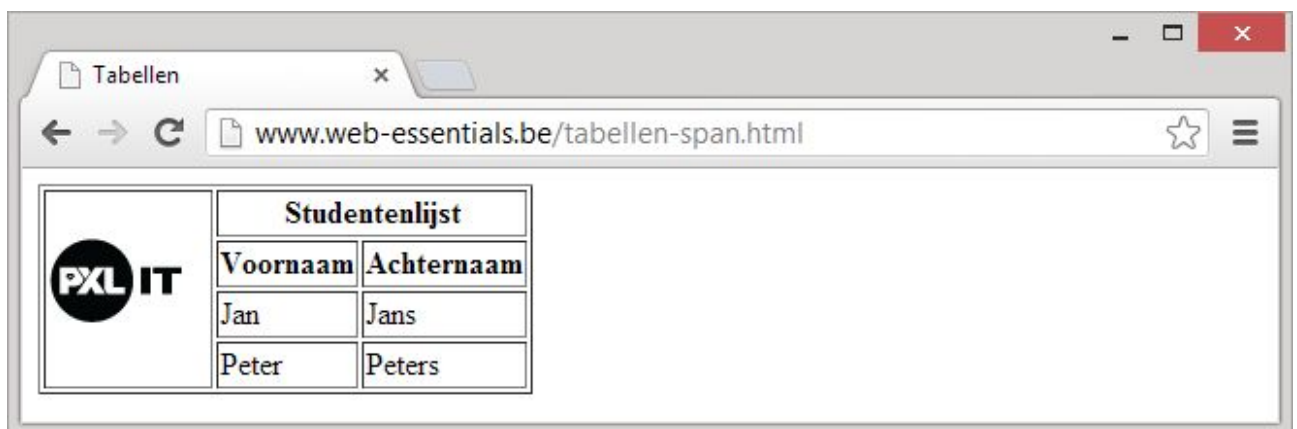 Tabellen
www.web-essentials.be/tabellen-span.html
PXL IT
Studentenlijst
Voornaam Achternaam
Jan Jans
Peter Peters